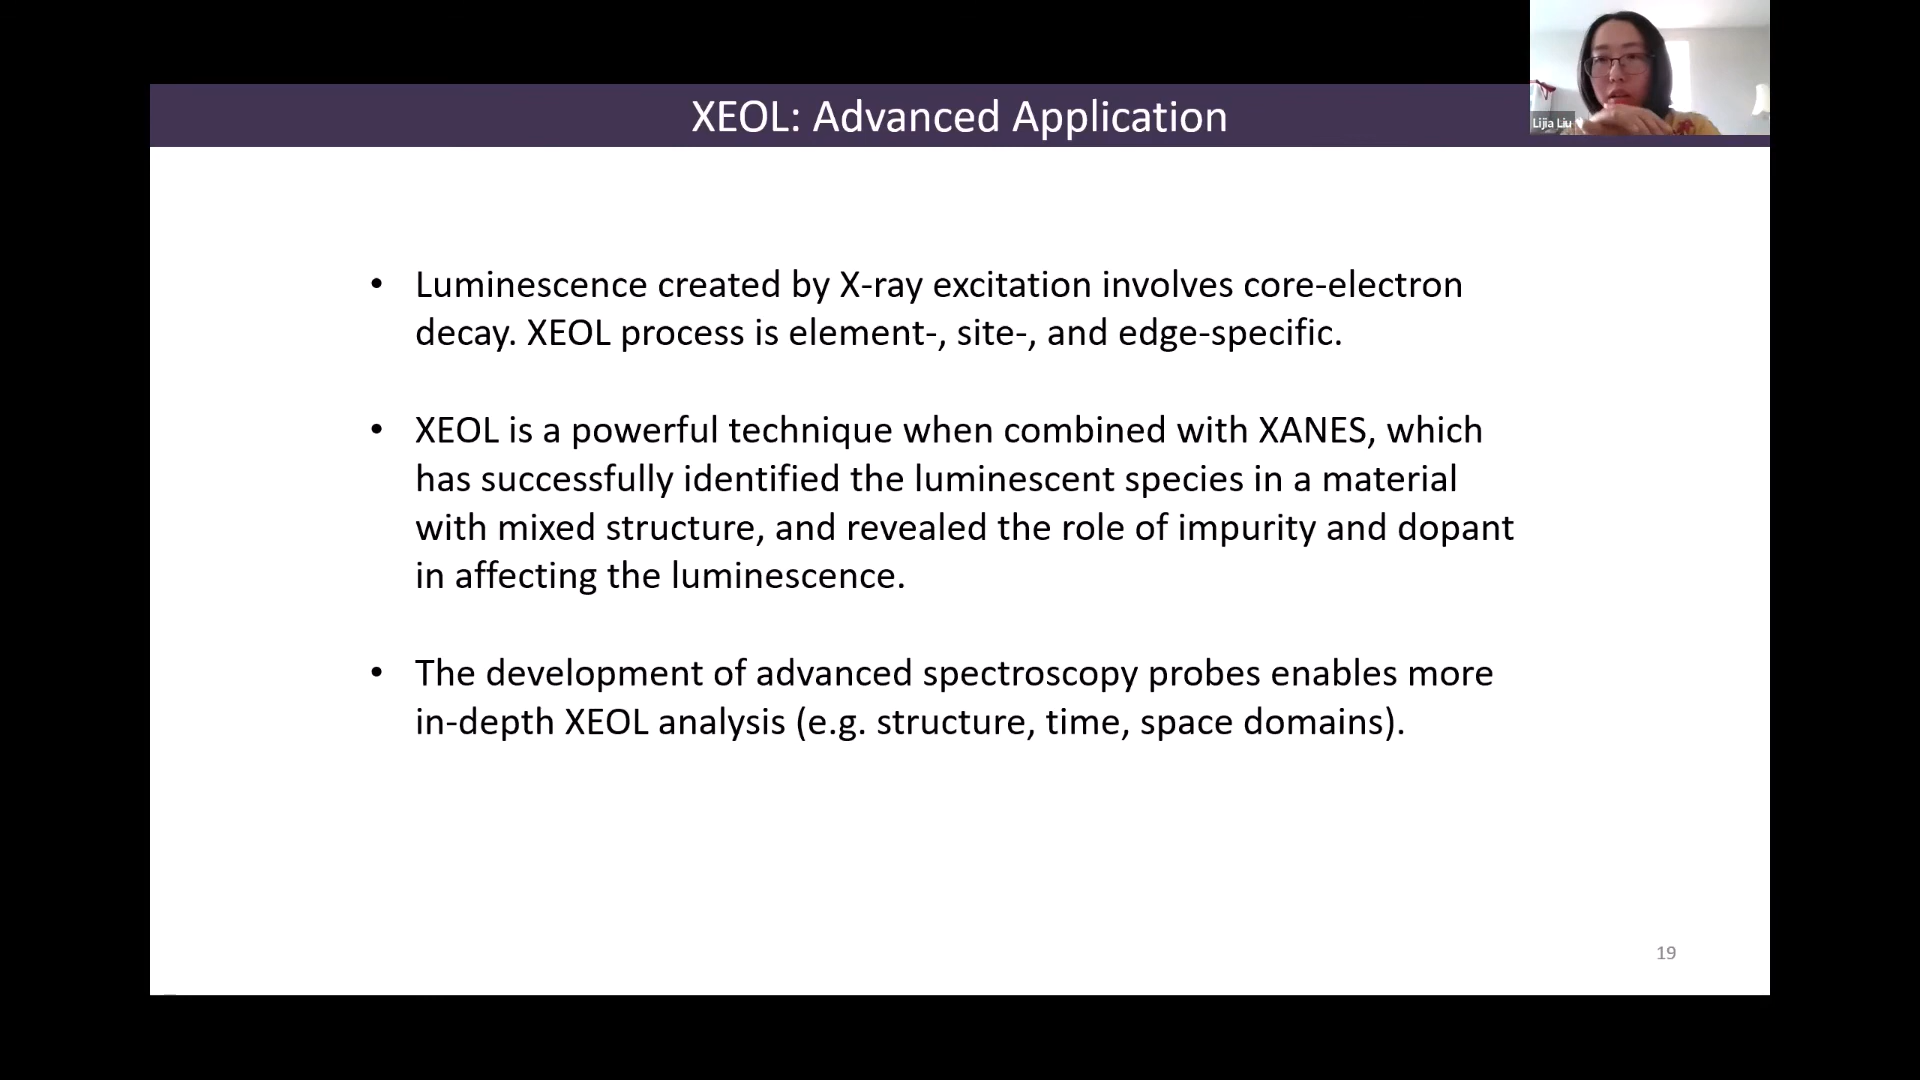 XEOL: Advanced Application
Lijia Liu
• Luminescence created by X-ray excitation involves core-electron
decay. XEOL process is element-, site-, and edge-specific.
• XEOL is a powerful technique when combined with XANES, which
has successfully identified the luminescent species in a material
with mixed structure, and revealed the role of impurity and dopant
in affecting the luminescence.
• The development of advanced spectroscopy probes enables more
in-depth XEOL analysis (e.g. structure, time, space domains).
19